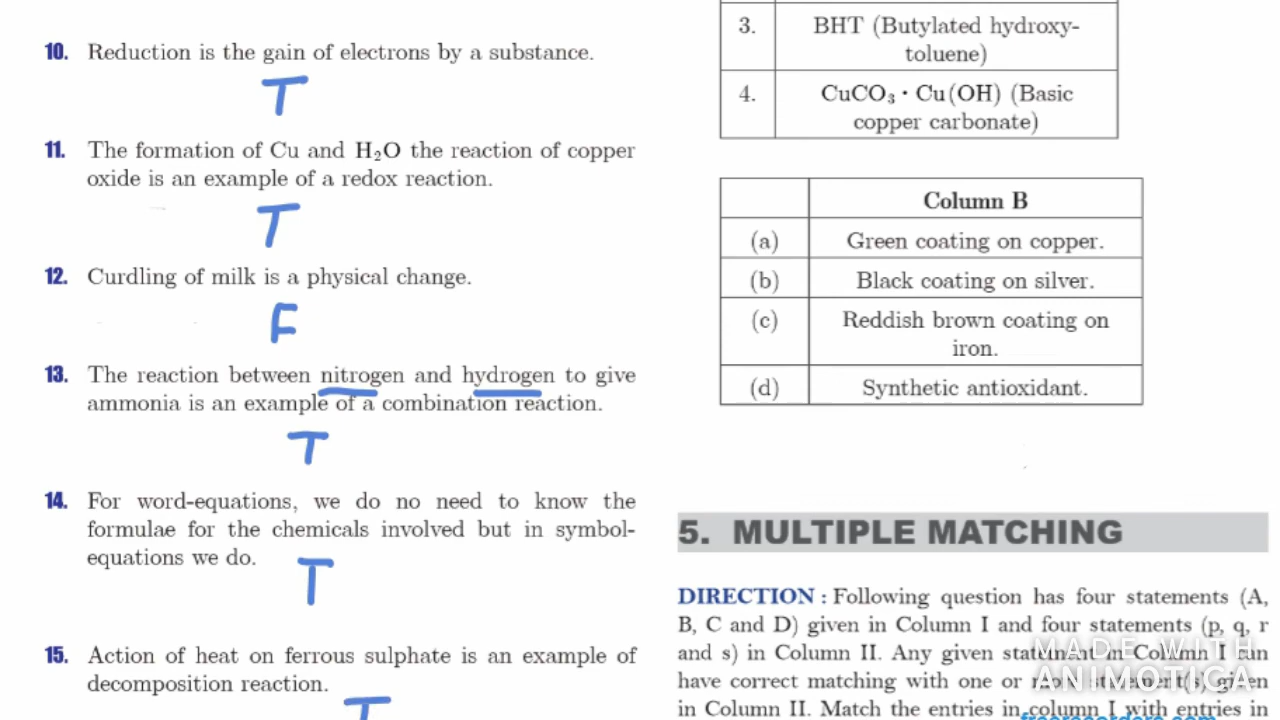 10. Reduction is the gain of electrons by a substance.
T
11. The formation of Cu and H₂O the reaction of copper
oxide is an example of a redox reaction.
T
12. Curdling of milk is a physical change.
F
13. The reaction between nitrogen and hydrogen to give
ammonia is an example of a combination reaction.
T
14. For word-equations, we do no need to know the
formulae for the chemicals involved but in symbol-
equations we do.
T
15. Action of heat on ferrous sulphate is an example of
decomposition reaction.
T
3. BHT (Butylated hydroxy-
toluene)
4. CuCO₃ · Cu(OH) (Basic
copper carbonate)
Column B
(a) Green coating on copper.
(b) Black coating on silver.
(c) Reddish brown coating on
iron.
(d) Synthetic antioxidant.
5. MULTIPLE MATCHING
DIRECTION : Following question has four statements (A,
B, C and D) given in Column I and four statements (p, q, r
and s) in Column II. Any given statement in Column I can
have correct matching with one or more statement(s) given
in Column II. Match the entries in column I with entries in
MADE WITH
ANIMOTICA